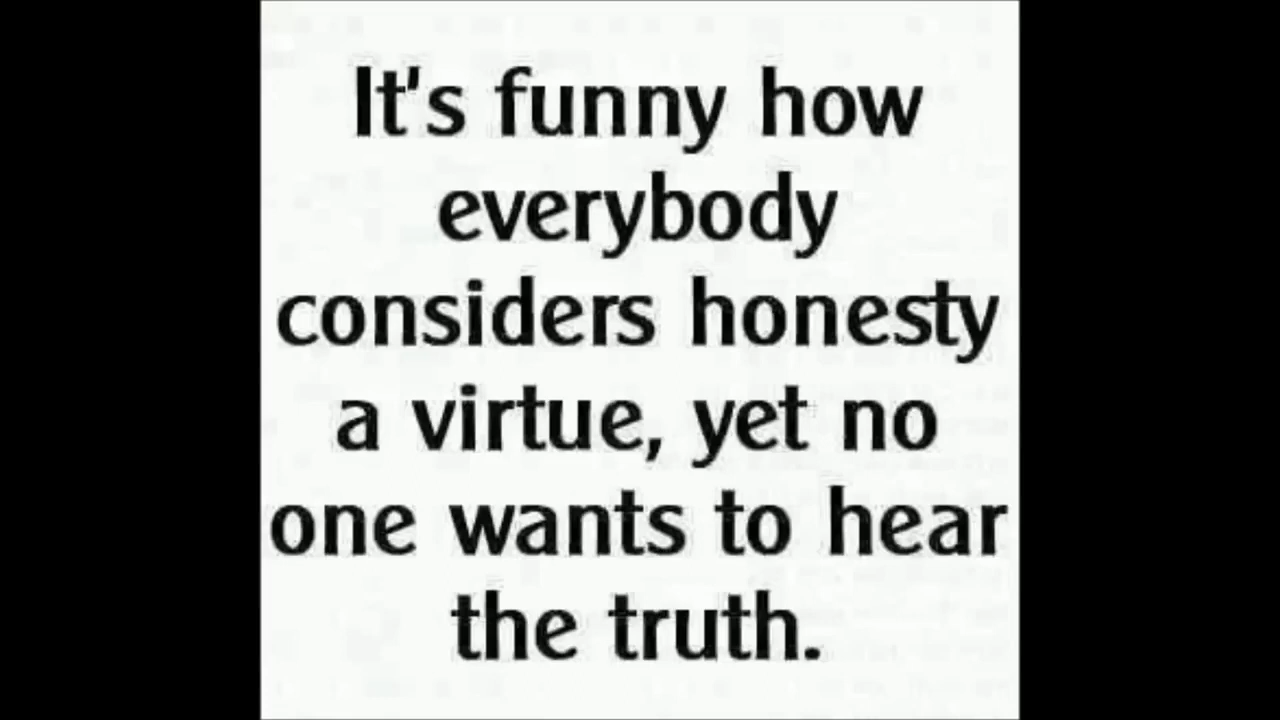 It's funny how
everybody
considers honesty
a virtue, yet no
one wants to hear
the truth.